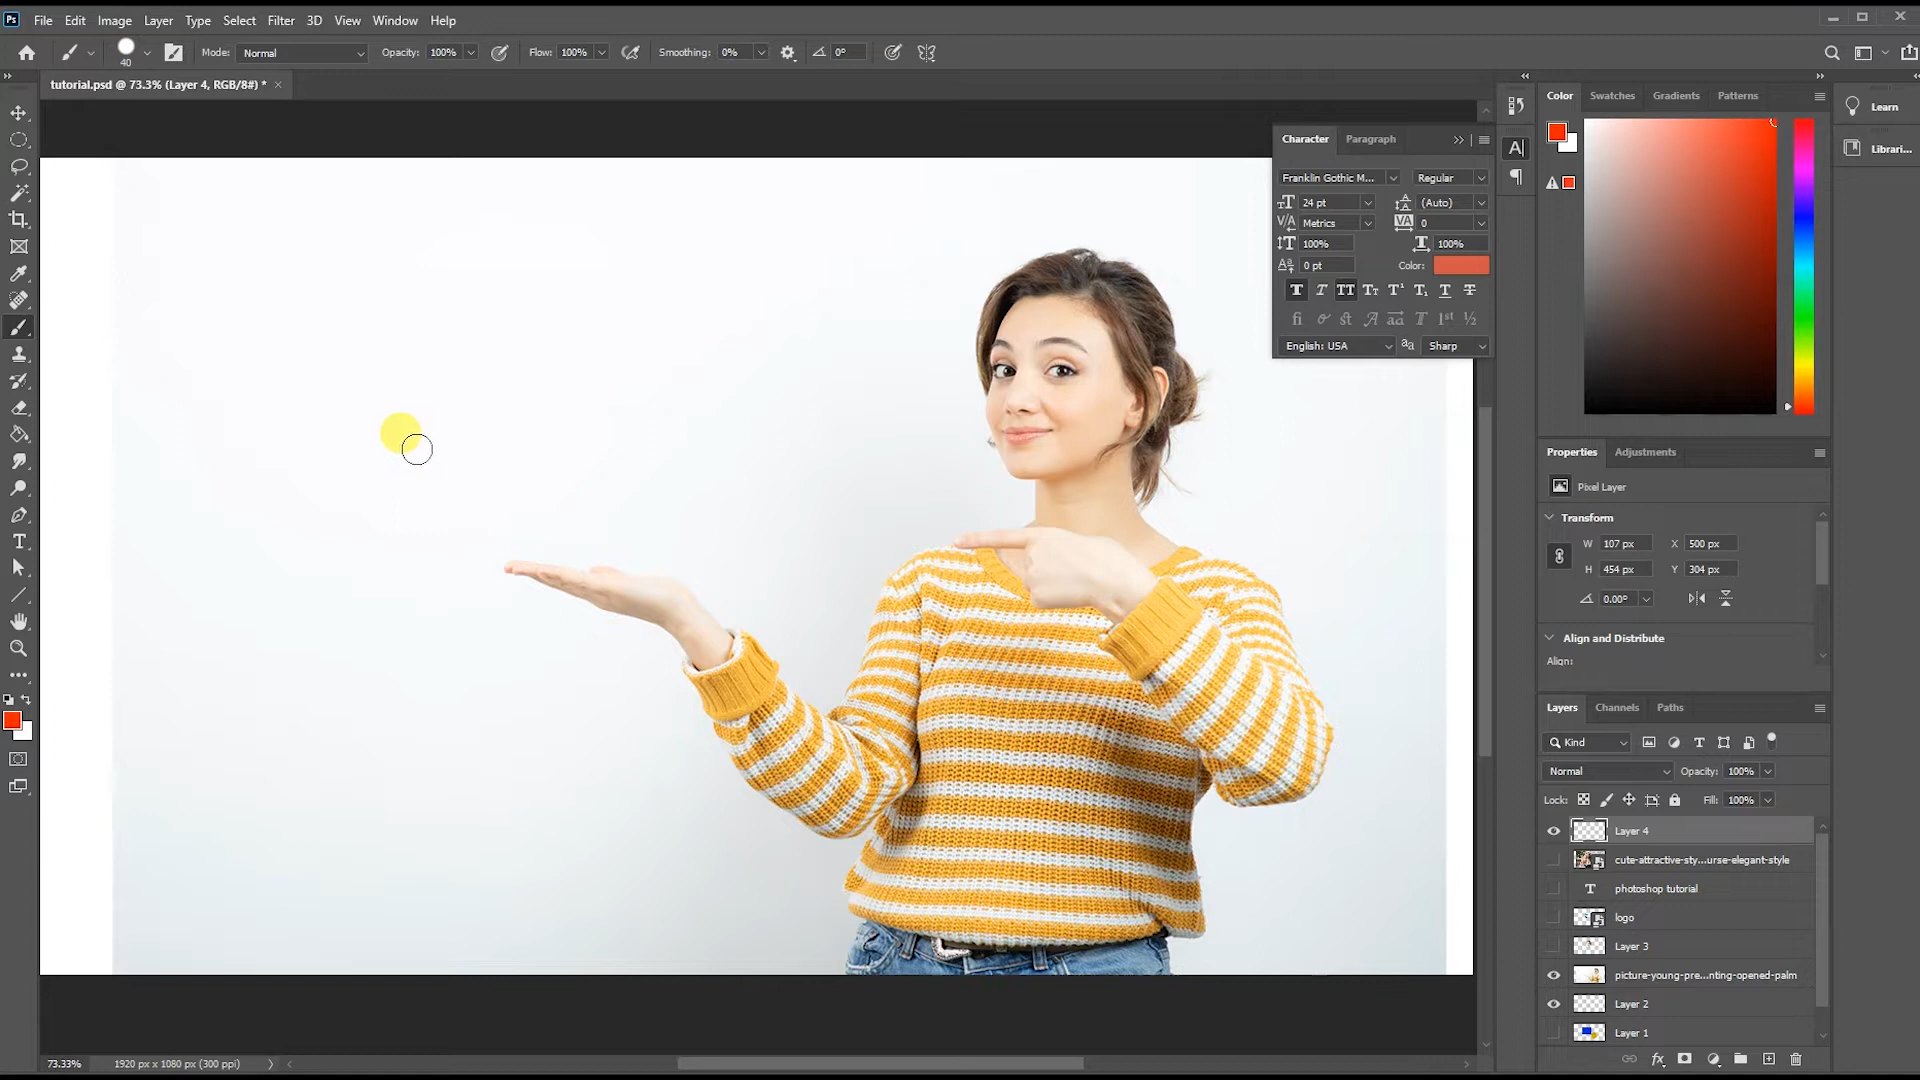 Ps File Edit Image Layer Type Select Filter 3D View Window Help
40 Mode: Normal Opacity: 100% Flow: 100% Smoothing: 0% 0°
tutorial.psd @ 73.3% (Layer 4, RGB/8#) *
Character Paragraph
Franklin Gothic M... Regular
24 pt (Auto)
Metrics 0
100% 100%
0 pt Color:
English: USA Sharp
Color Swatches Gradients Patterns
Learn
Librari...
Properties Adjustments
Pixel Layer
Transform
W 107 px X 500 px
H 454 px Y 304 px
0.00°
Align and Distribute
Align:
Layers Channels Paths
Kind
Normal Opacity: 100%
Lock: Fill: 100%
Layer 4
cute-attractive-sty...urse-elegant-style
photoshop tutorial
logo
Layer 3
picture-young-pre...nting-opened-palm
Layer 2
Layer 1
73.33% 1920 px x 1080 px (300 ppi)